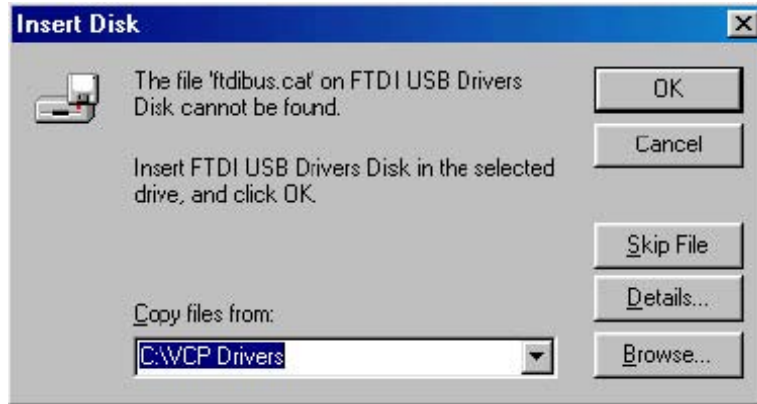 Insert Disk
The file 'ftdibus.cat' on FTDI USB Drivers
Disk cannot be found.
Insert FTDI USB Drivers Disk in the selected
drive, and click OK.
Copy files from:
C:\VCP Drivers
OK
Cancel
Skip File
Details...
Browse...